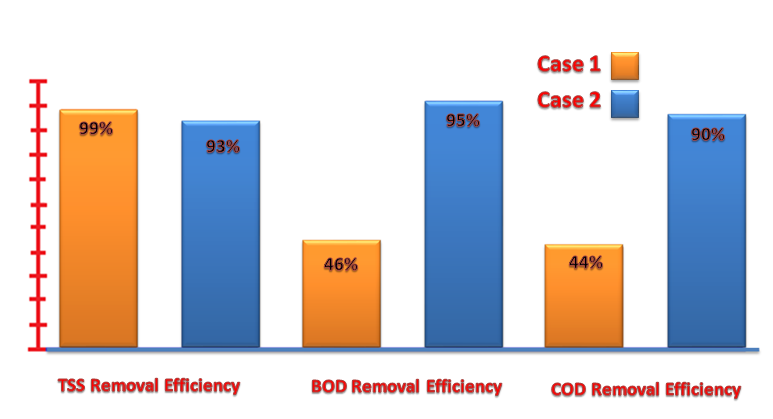 Case 1
Case 2
99%
93%
46%
95%
44%
90%
TSS Removal Efficiency
BOD Removal Efficiency
COD Removal Efficiency